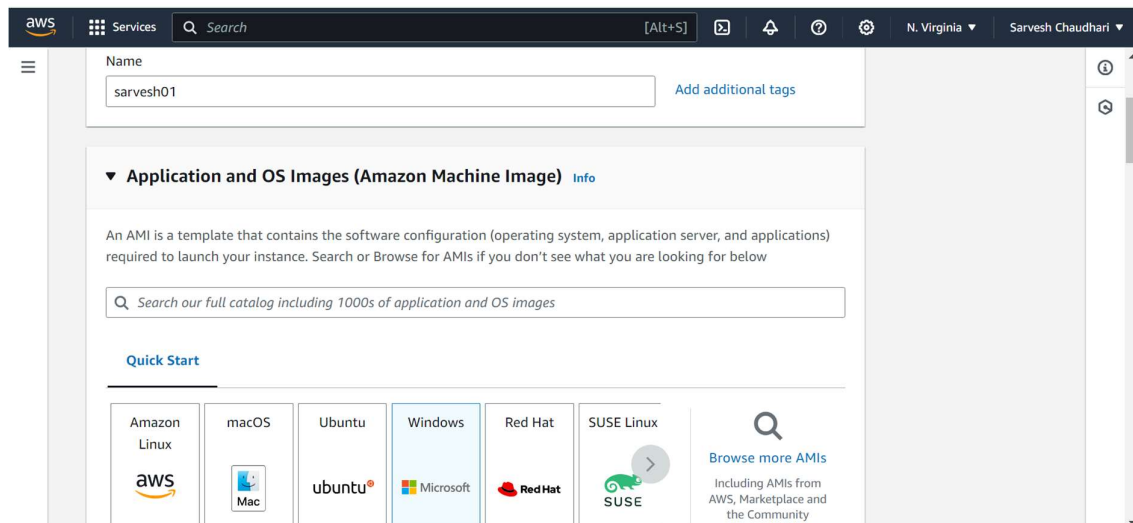 aws Services Search [Alt+S] N. Virginia ▼ Sarvesh Chaudhari ▼
Name
sarvesh01 Add additional tags
▼ Application and OS Images (Amazon Machine Image) Info
An AMI is a template that contains the software configuration (operating system, application server, and applications)
required to launch your instance. Search or Browse for AMIs if you don't see what you are looking for below
Search our full catalog including 1000s of application and OS images
Quick Start
Amazon Linux
aws
macOS
Mac
Ubuntu
ubuntu
Windows
Microsoft
Red Hat
Red Hat
SUSE Linux
SUSE
Browse more AMIs
Including AMIs from
AWS, Marketplace and
the Community